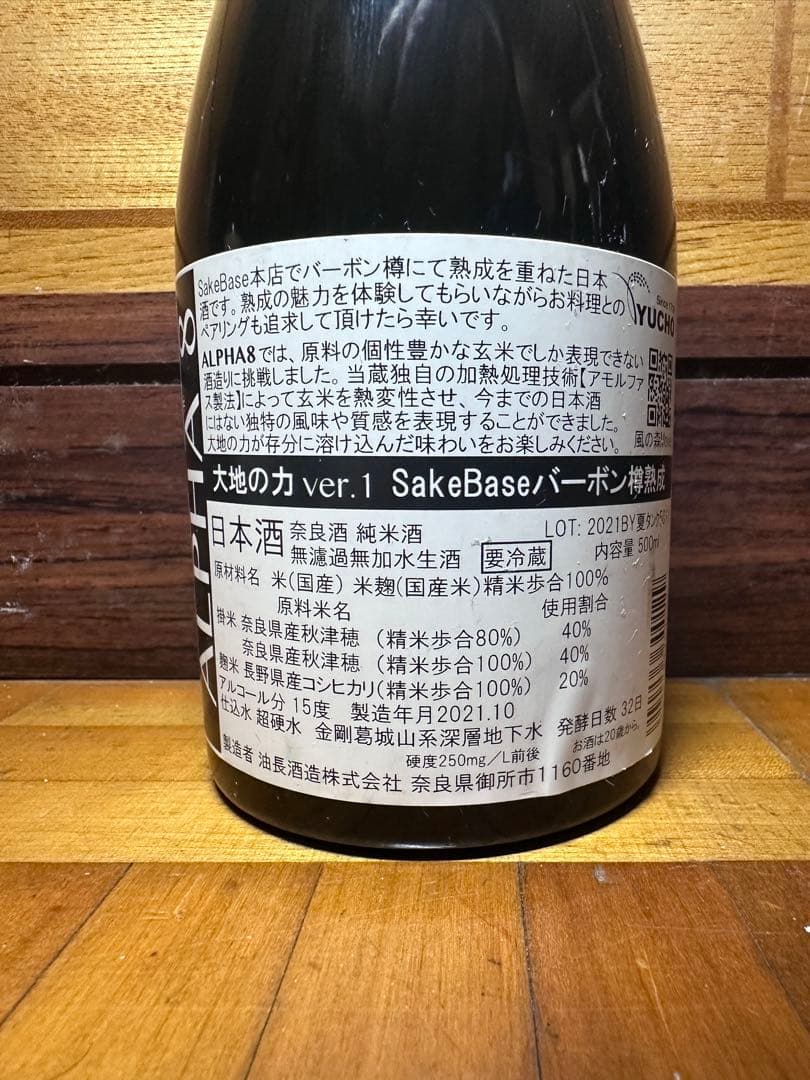 SakeBase本店でバーボン樽にて熟成を重ねた日本
酒です。熟成の魅力を体験してもらいながらお料理との
ペアリングも追求して頂けたら幸いです。
Since
YUCHO
ALPHA8では、原料の個性豊かな玄米でしか表現できない
酒造りに挑戦しました。当蔵独自の加熱処理技術【アモルファ
ス製法】によって玄米を熱変性させ、今までの日本酒
にはない独特の風味や質感を表現することができました。
大地の力が存分に溶け込んだ味わいをお楽しみください。
風の森
ALPHA 8
大地の力 ver.1 SakeBaseバーボン樽熟成
日本酒 奈良酒 純米酒
無濾過無加水生酒 要冷蔵
LOT: 2021BY夏タンク
内容量 500ml
原材料名 米(国産) 米麹(国産米)精米歩合100%
原料米名 使用割合
掛米 奈良県産秋津穂 (精米歩合80%) 40%
奈良県産秋津穂 (精米歩合100%) 40%
麹米 長野県産コシヒカリ(精米歩合100%) 20%
アルコール分 15度 製造年月2021.10
仕込水 超硬水 金剛葛城山系深層地下水 発酵日数 32日
硬度250mg/L前後 お酒は20歳から。
製造者 油長酒造株式会社 奈良県御所市1160番地